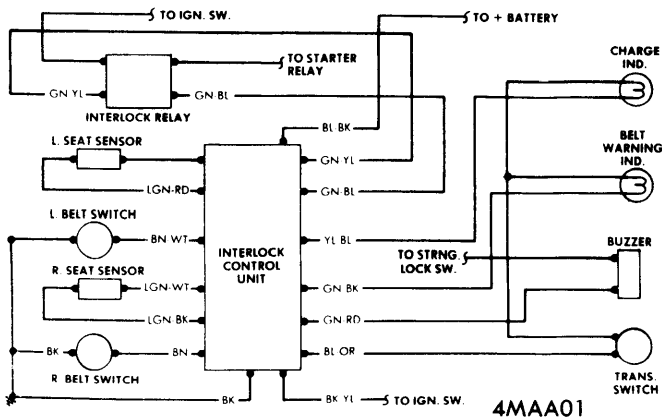 TO IGN. SW.
TO + BATTERY
TO STARTER
RELAY
CHARGE
IND.
GN YL
GN-BL
INTERLOCK RELAY
BL BK
L. SEAT SENSOR
GN YL
BELT
WARNING
IND.
LGN-RD
GN-BL
L. BELT SWITCH
BN-WT
YL BL
INTERLOCK
CONTROL
UNIT
TO STRNG.
LOCK SW.
BUZZER
R. SEAT SENSOR
LGN-WT
GN BK
LGN-BK
GN-RD
BK
BN
BL-OR
R BELT SWITCH
TRANS.
SWITCH
BK
BK YL
TO IGN. SW.
4MAA01